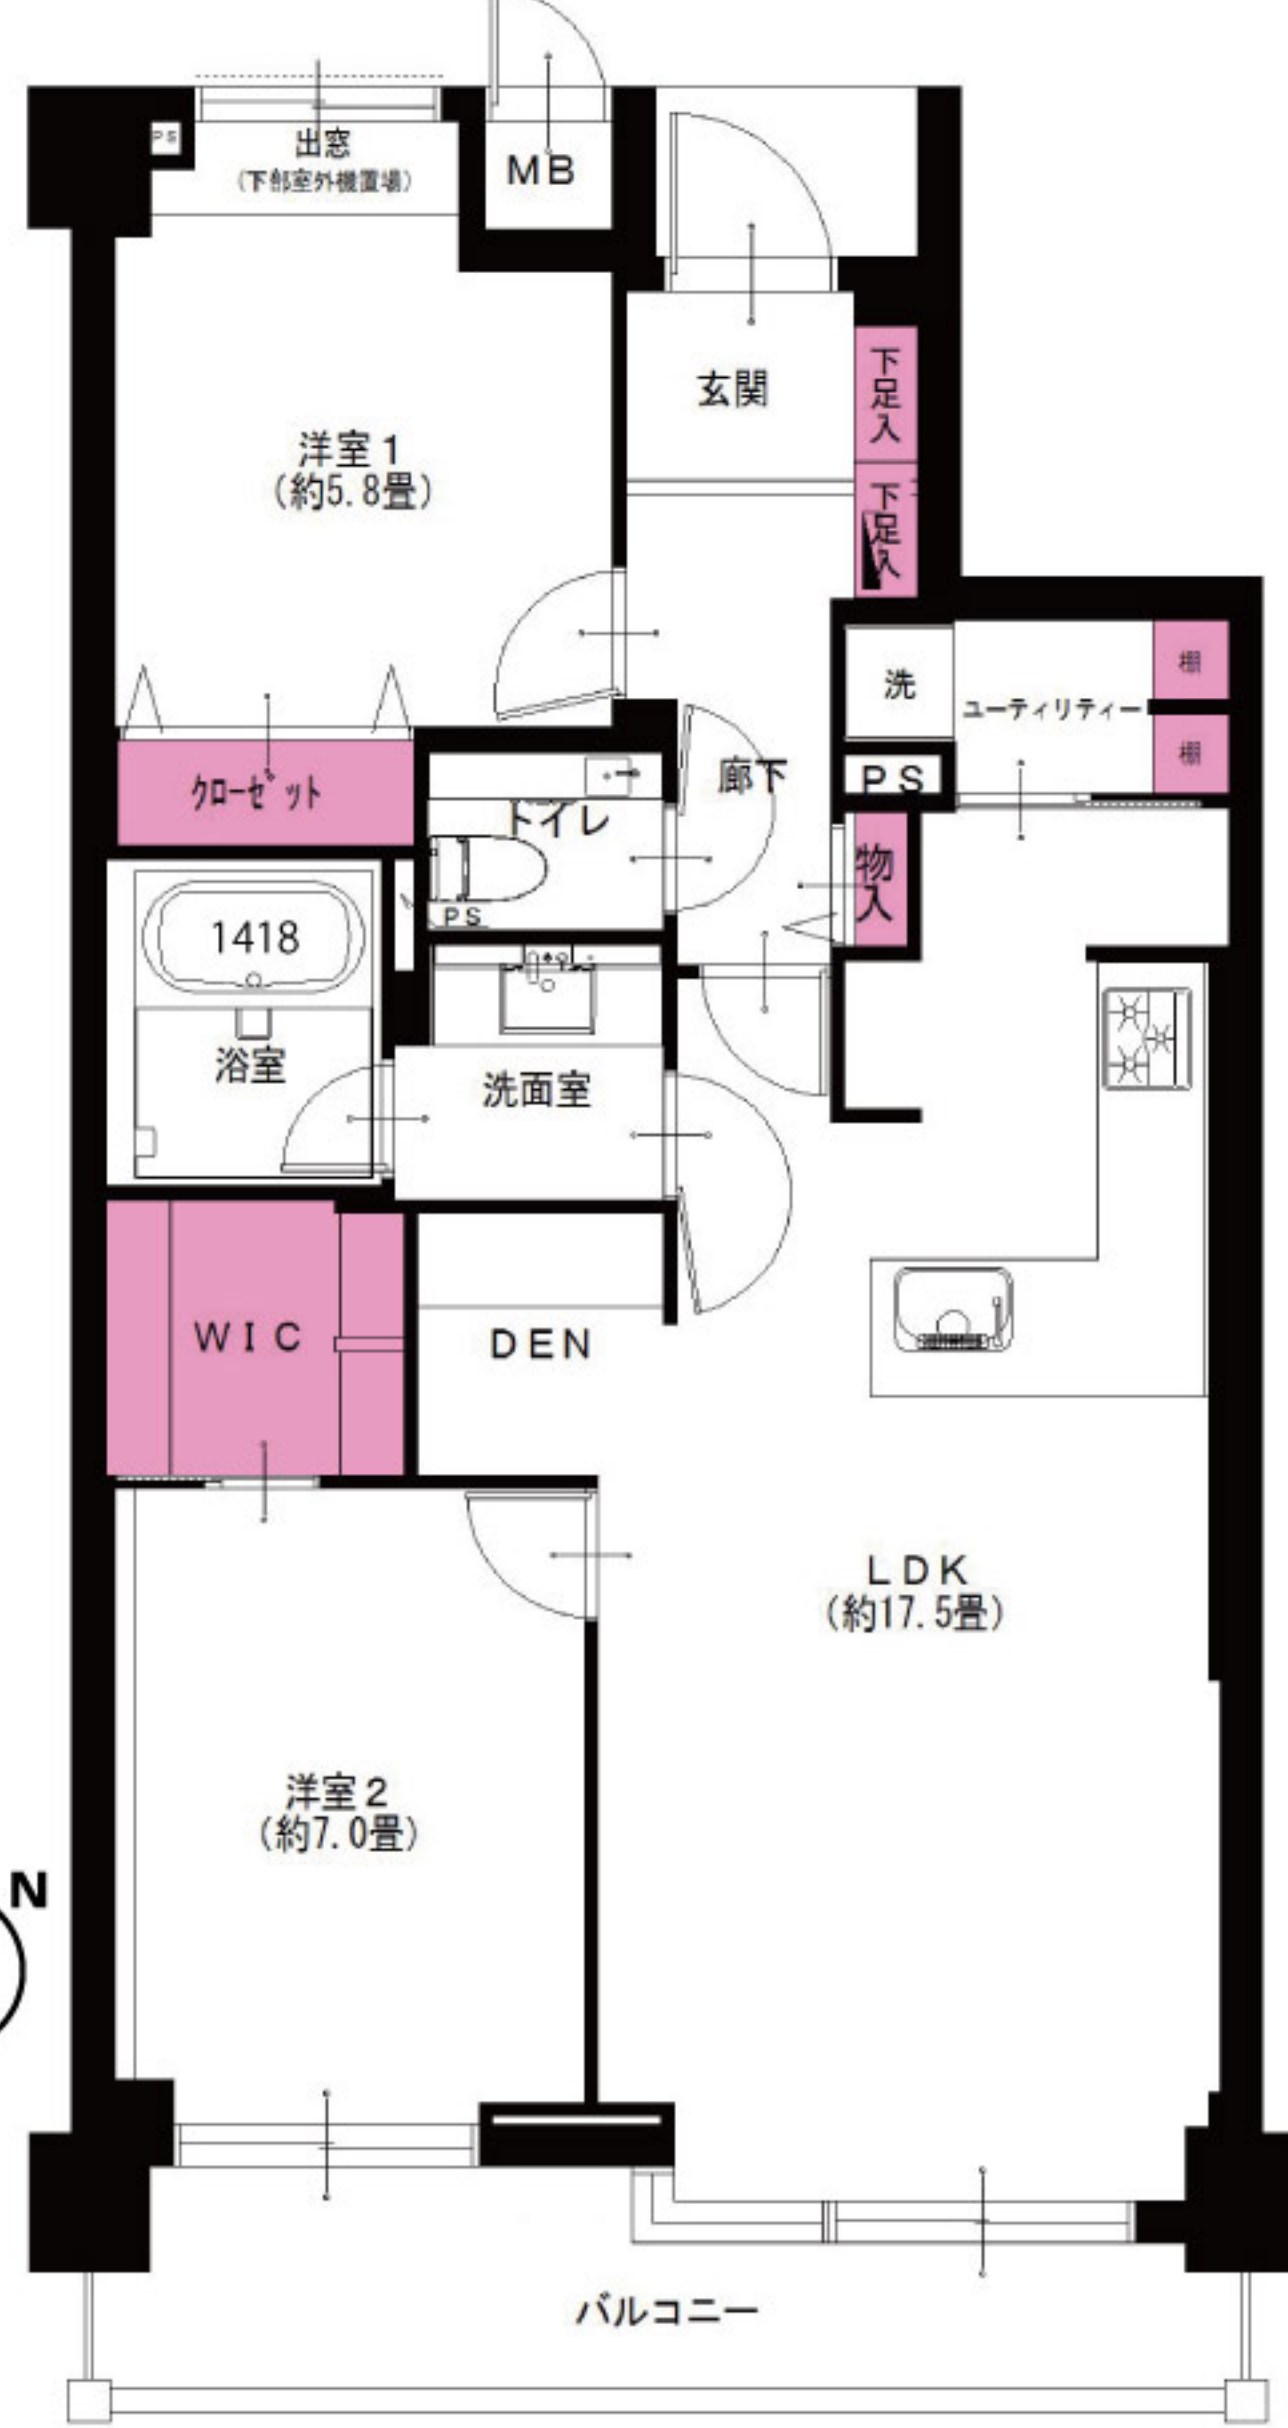 PS
出窓
(下部室外機置場)
MB
玄関
下足入
下足入
洋室1
(約5.8畳)
洗
ユーティリティー
棚
棚
PS
クローゼット
トイレ
PS
廊下
物入
1418
浴室
洗面室
WIC
DEN
LDK
(約17.5畳)
洋室2
(約7.0畳)
N
バルコニー